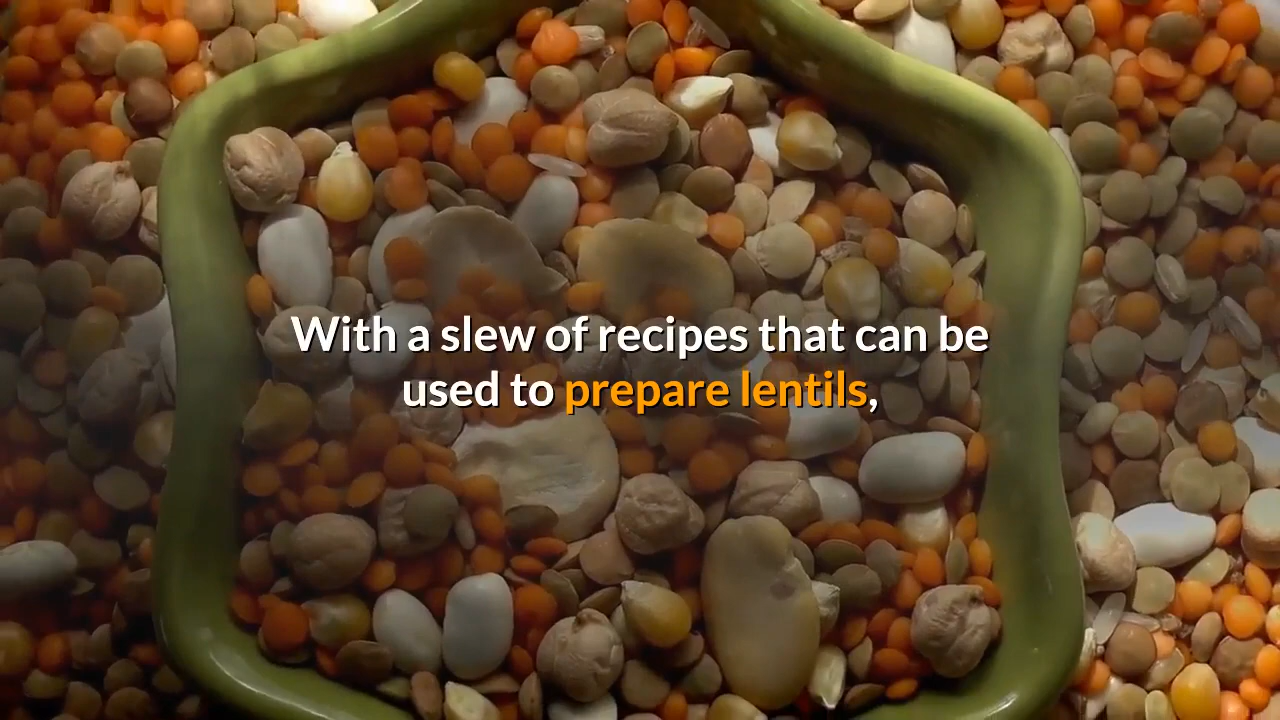 With a slew of recipes that can be
used to prepare lentils,